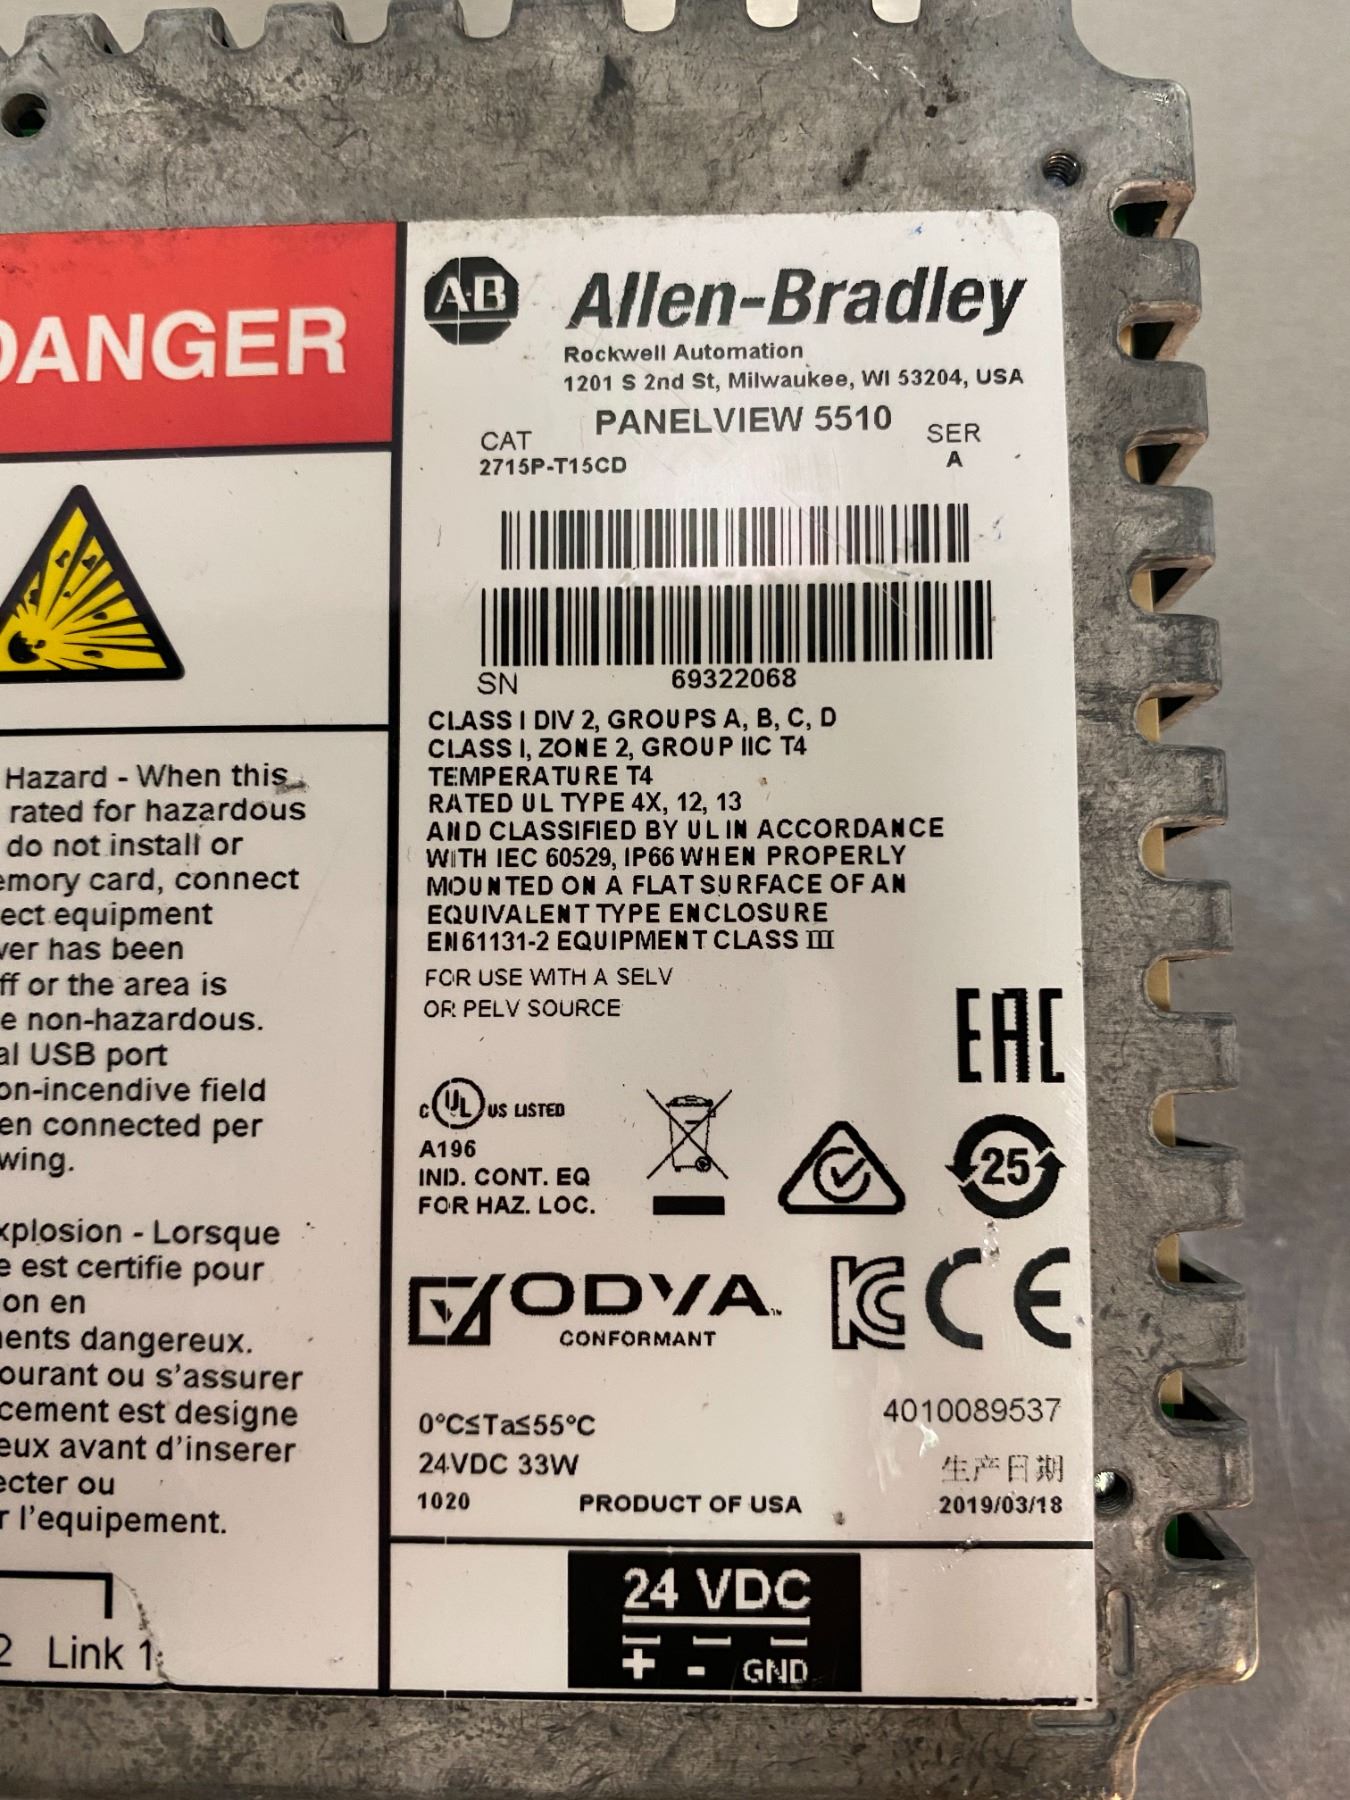 DANGER
Hazard - When this
rated for hazardous
do not install or
emory card, connect
ect equipment
wer has been
ff or the area is
e non-hazardous.
al USB port
on-incendive field
en connected per
wing.
xplosion - Lorsque
e est certifie pour
ion en
ments dangereux.
ourant ou s'assurer
cement est designe
eux avant d'inserer
ecter ou
r l'equipement.
2 Link 1
A·B Allen-Bradley
Rockwell Automation
1201 S 2nd St, Milwaukee, WI 53204, USA
PANELVIEW 5510
CAT SER
2715P-T15CD A
SN 69322068
CLASS I DIV 2, GROUPS A, B, C, D
CLASS I, ZONE 2, GROUP IIC T4
TEMPERATURE T4
RATED UL TYPE 4X, 12, 13
AND CLASSIFIED BY UL IN ACCORDANCE
WITH IEC 60529, IP66 WHEN PROPERLY
MOUNTED ON A FLAT SURFACE OF AN
EQUIVALENT TYPE ENCLOSURE
EN61131-2 EQUIPMENT CLASS III
FOR USE WITH A SELV
OR PELV SOURCE
EAC
C UL US LISTED
A196
IND. CONT. EQ
FOR HAZ. LOC.
25
ODVA™
CONFORMANT
KC CE
0°C≤Ta≤55°C
24VDC 33W
1020 PRODUCT OF USA
4010089537
生产日期
2019/03/18
24 VDC
+ - GND